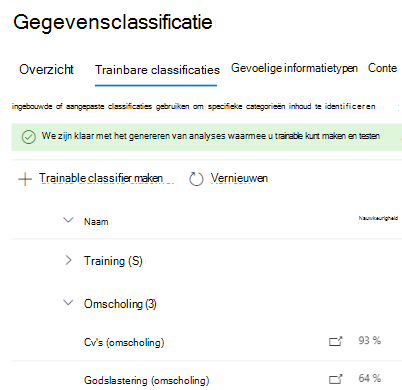 Gegevensclassificatie
Overzicht Trainbare classificaties Gevoelige informatietypen Conte
ingebouwde of aangepaste classificaties gebruiken om specifieke categorieën inhoud te identificeren
We zijn klaar met het genereren van analyses waarmee u trainable kunt maken en testen
Trainable classifier maken Vernieuwen
Naam Nauwkeurigheid
Training (S)
Omscholing (3)
Cv's (omscholing) 93 %
Godslastering (omscholing) 64 %